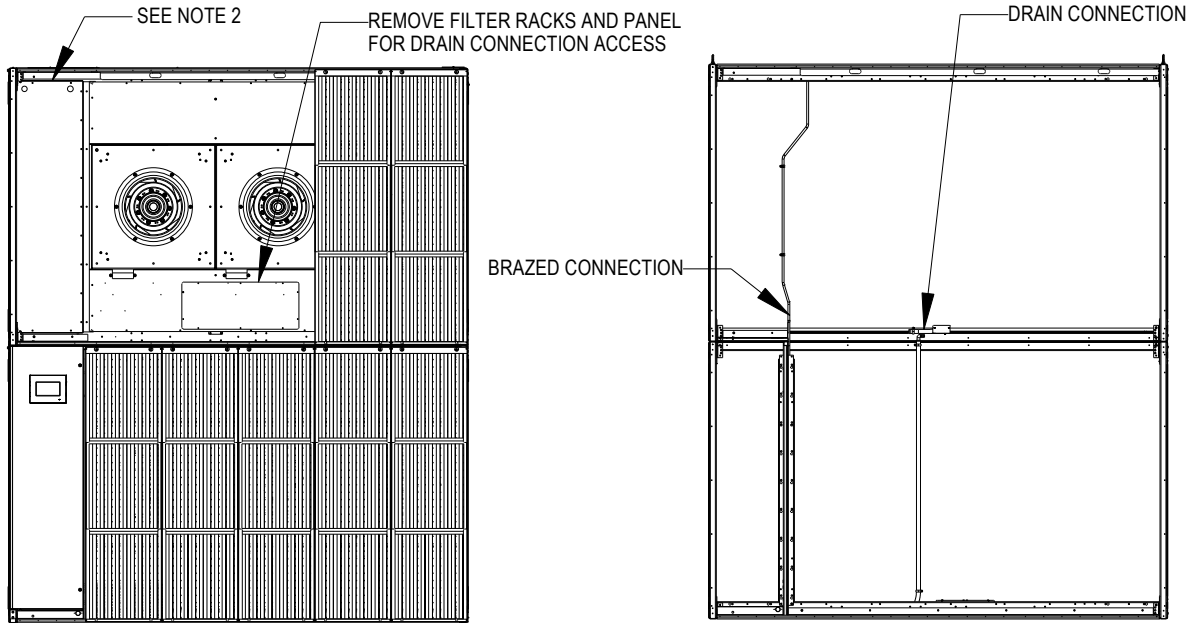 SEE NOTE 2
REMOVE FILTER RACKS AND PANEL
FOR DRAIN CONNECTION ACCESS
DRAIN CONNECTION
BRAZED CONNECTION